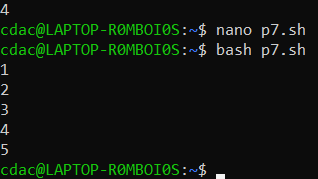 4
cdac@LAPTOP-R0MBOI0S:~$ nano p7.sh
cdac@LAPTOP-R0MBOI0S:~$ bash p7.sh
1
2
3
4
5
cdac@LAPTOP-R0MBOI0S:~$